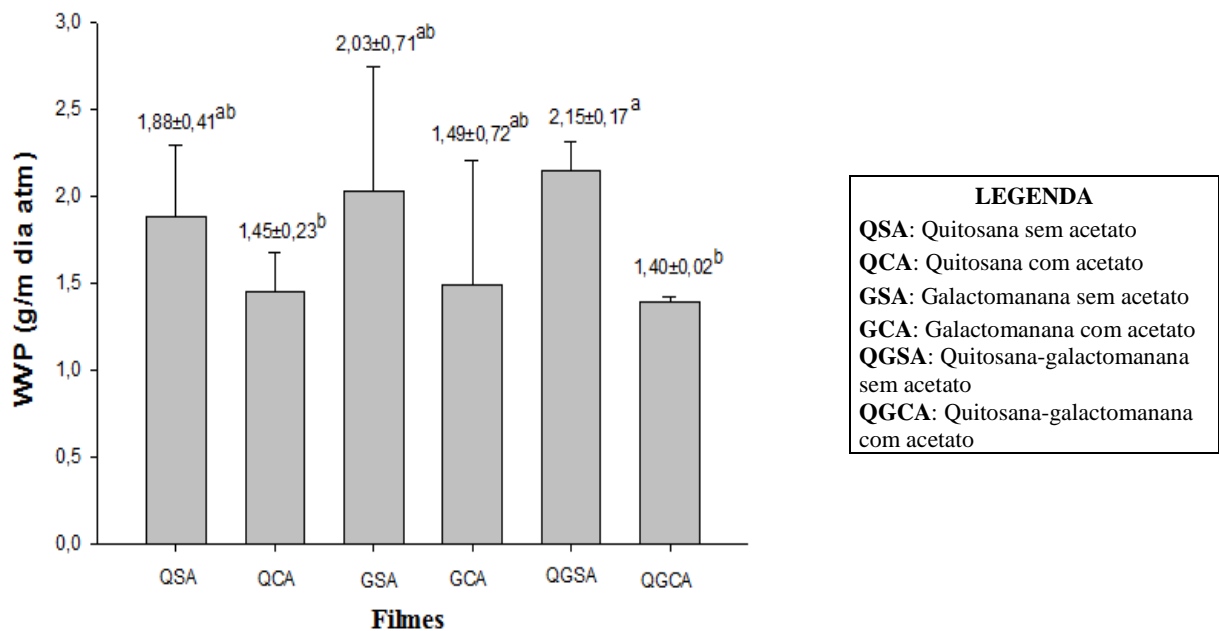 3,0
2,5
2,0
1,5
1,0
0,5
0,0
WVP (g/m dia atm)
1,88±0,41ab
1,45±0,23b
2,03±0,71ab
1,49±0,72ab
2,15±0,17a
1,40±0,02b
QSA QCA GSA GCA QGSA QGCA
Filmes
LEGENDA
QSA: Quitosana sem acetato
QCA: Quitosana com acetato
GSA: Galactomanana sem acetato
GCA: Galactomanana com acetato
QGSA: Quitosana-galactomanana
sem acetato
QGCA: Quitosana-galactomanana
com acetato